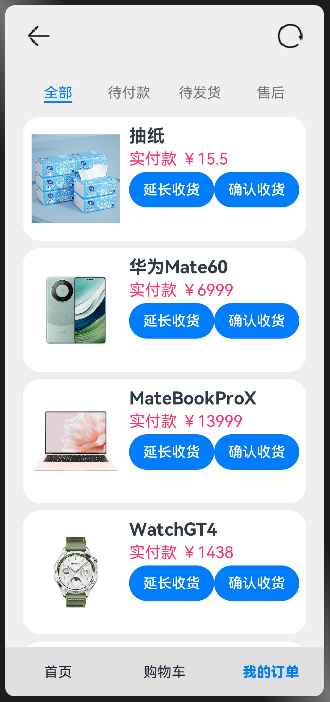 全部 待付款 待发货 售后
抽纸
实付款 ￥15.5
延长收货 确认收货
华为Mate60
实付款 ￥6999
延长收货 确认收货
MateBookProX
实付款 ￥13999
延长收货 确认收货
WatchGT4
实付款 ￥1438
延长收货 确认收货
首页 购物车 我的订单